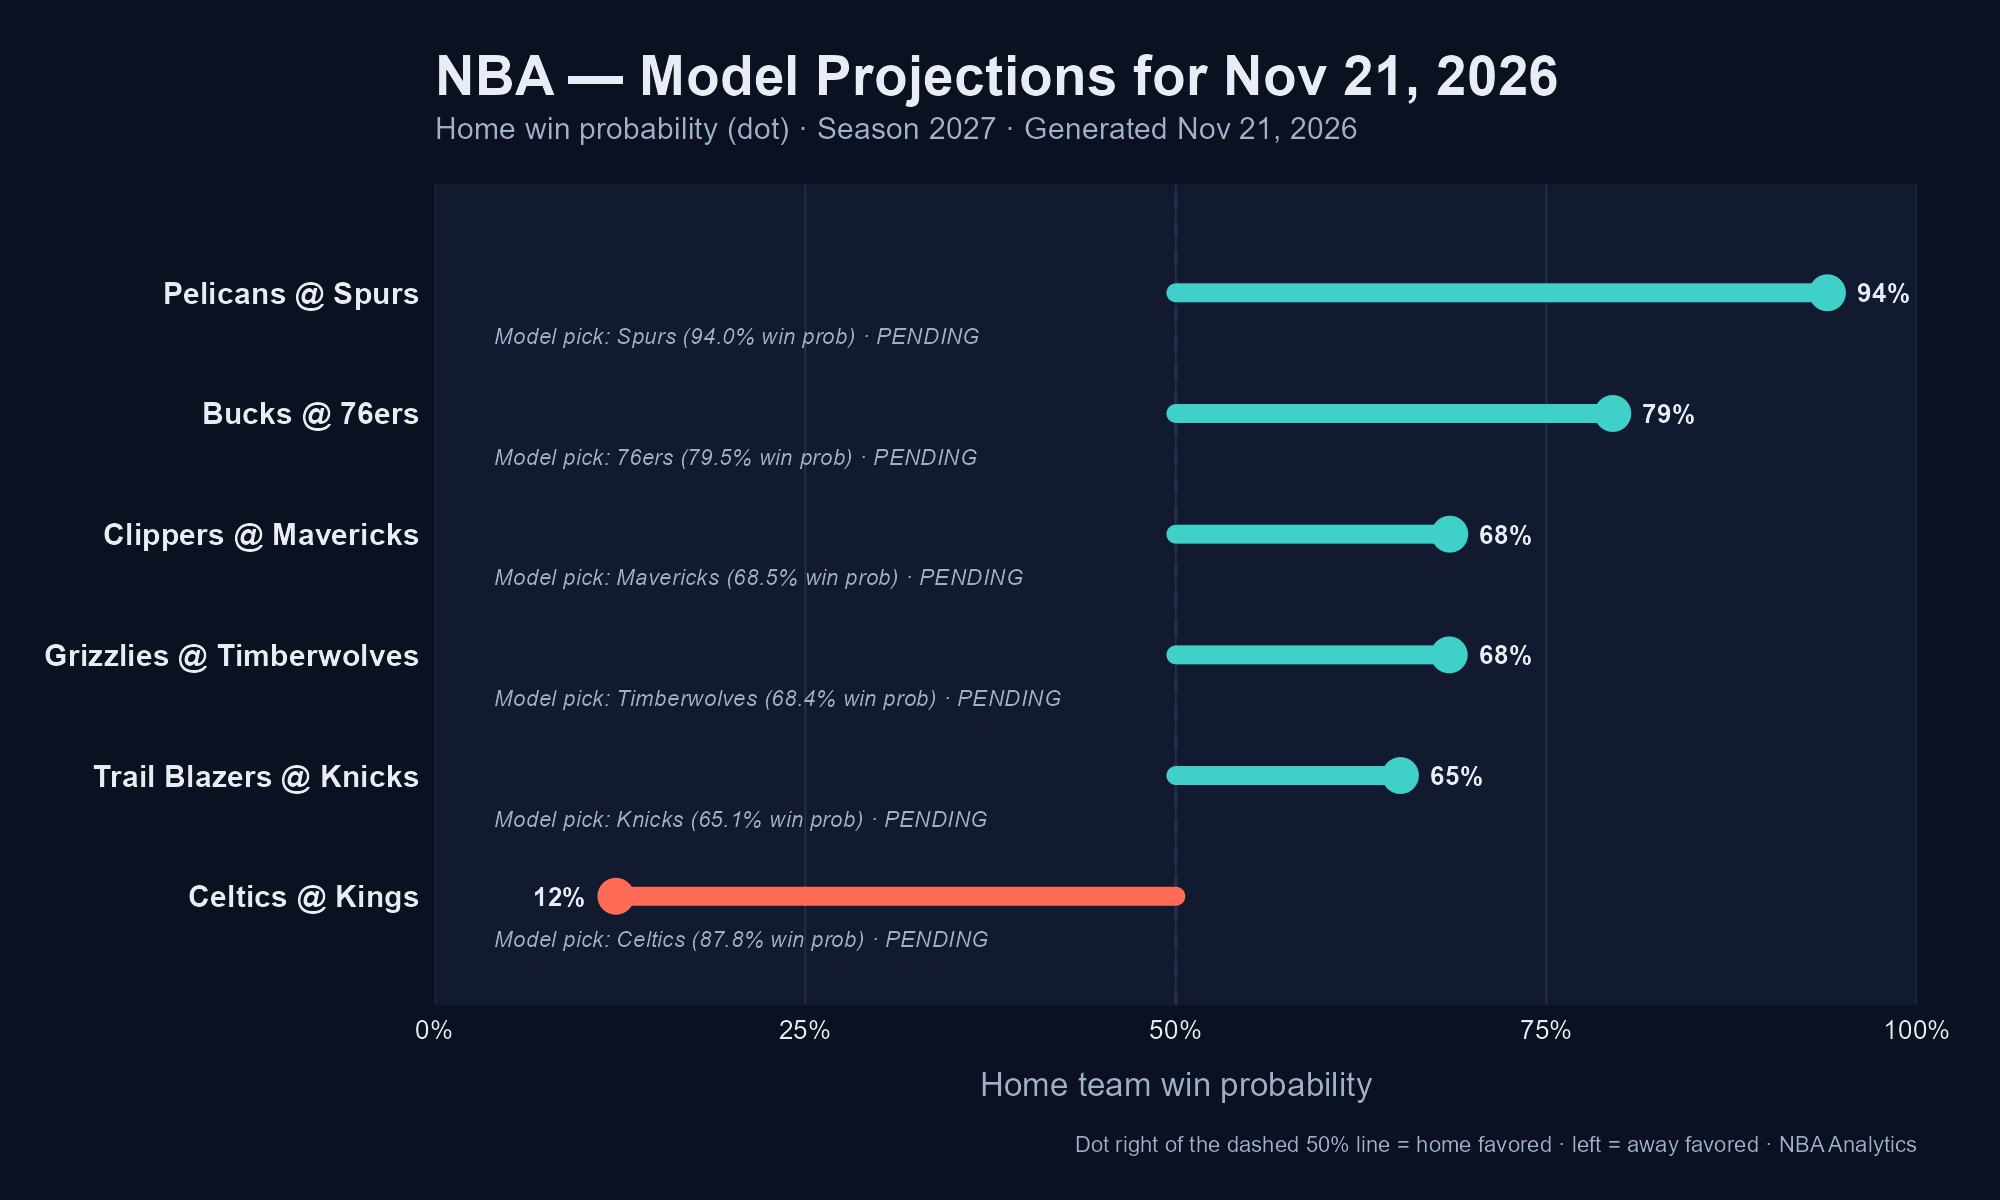 NBA — Model Projections for Nov 21, 2026
Home win probability (dot) · Season 2027 · Generated Nov 21, 2026
Pelicans @ Spurs
94%
Model pick: Spurs (94.0% win prob) · PENDING
Bucks @ 76ers
79%
Model pick: 76ers (79.5% win prob) · PENDING
Clippers @ Mavericks
68%
Model pick: Mavericks (68.5% win prob) · PENDING
Grizzlies @ Timberwolves
68%
Model pick: Timberwolves (68.4% win prob) · PENDING
Trail Blazers @ Knicks
65%
Model pick: Knicks (65.1% win prob) · PENDING
Celtics @ Kings
12%
Model pick: Celtics (87.8% win prob) · PENDING
0% 25% 50% 75% 100%
Home team win probability
Dot right of the dashed 50% line = home favored · left = away favored · NBA Analytics